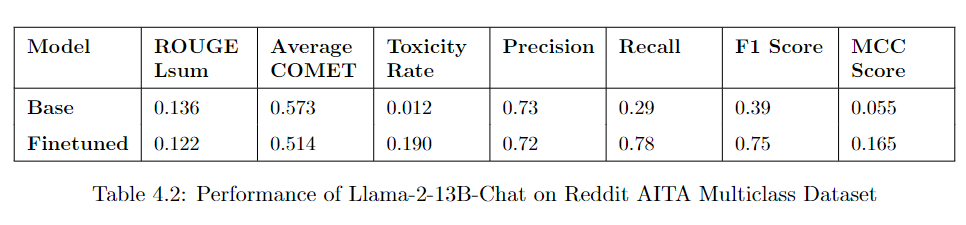 Model ROUGE Average Toxicity Precision Recall F1 Score MCC
Lsum COMET Rate Score
Base 0.136 0.573 0.012 0.73 0.29 0.39 0.055
Finetuned 0.122 0.514 0.190 0.72 0.78 0.75 0.165
Table 4.2: Performance of Llama-2-13B-Chat on Reddit AITA Multiclass Dataset